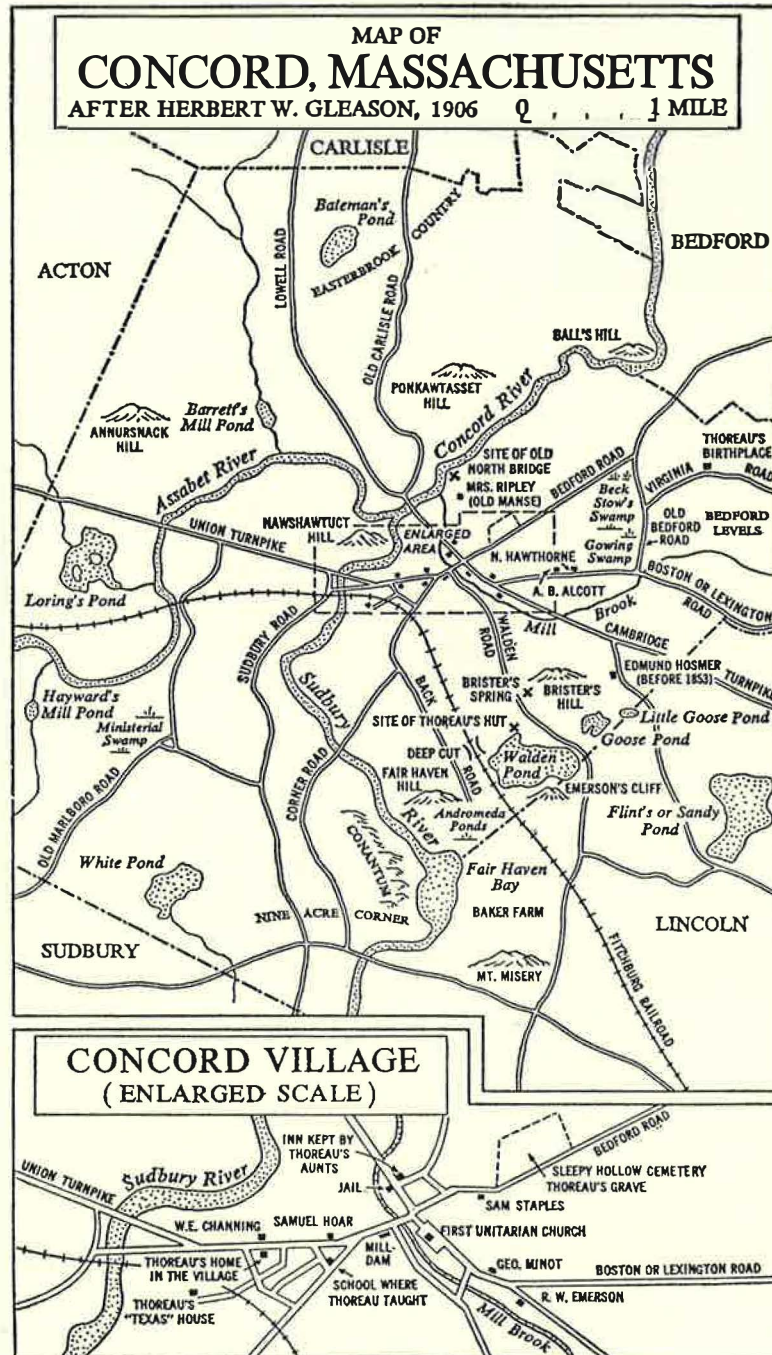 MAP OF
CONCORD, MASSACHUSETTS
AFTER HERBERT W. GLEASON, 1906 0 1 MILE
CARLISLE
Bateman's
Pond
EASTERBROOK COUNTRY
LOWELL ROAD
OLD CARLISLE ROAD
ACTON
BEDFORD
BALL'S HILL
PONKAWTASSET
HILL
Concord River
Barrett's
Mill Pond
ANNURSNACK
HILL
Assabet River
SITE OF OLD
NORTH BRIDGE
MRS. RIPLEY
(OLD MANSE)
BEDFORD ROAD
THOREAU'S
BIRTHPLACE
VIRGINIA ROAD
Beck
Stow's
Swamp
OLD
BEDFORD
ROAD
BEDFORD
LEVELS
Gowing
Swamp
UNION TURNPIKE
NAWSHAWTUCT
HILL
ENLARGED
AREA
N. HAWTHORNE
A. B. ALCOTT
BOSTON OR LEXINGTON
ROAD
Loring's Pond
Mill Brook
CAMBRIDGE
TURNPIKE
SUDBURY ROAD
WALDEN
ROAD
EDMUND HOSMER
(BEFORE 1853)
Hayward's
Mill Pond
Ministerial
Swamp
Sudbury
River
BACK
ROAD
BRISTER'S
SPRING
BRISTER'S
HILL
SITE OF THOREAU'S HUT
Little Goose Pond
Goose Pond
Walden
Pond
DEEP CUT
FAIR HAVEN
HILL
EMERSON'S CLIFF
CORNER ROAD
OLD MARLBORO ROAD
Andromeda
Ponds
Flint's or Sandy
Pond
CONANTUM
White Pond
Fair Haven
Bay
NINE ACRE CORNER
BAKER FARM
SUDBURY
LINCOLN
MT. MISERY
FITCHBURG RAILROAD
CONCORD VILLAGE
(ENLARGED SCALE)
INN KEPT BY
THOREAU'S
AUNTS
BEDFORD ROAD
Sudbury River
UNION TURNPIKE
SLEEPY HOLLOW CEMETERY
THOREAU'S GRAVE
JAIL
SAM STAPLES
W.E. CHANNING
SAMUEL HOAR
FIRST UNITARIAN CHURCH
MILL-
DAM
THOREAU'S HOME
IN THE VILLAGE
GEO. MINOT
BOSTON OR LEXINGTON ROAD
SCHOOL WHERE
THOREAU TAUGHT
THOREAU'S
"TEXAS" HOUSE
R. W. EMERSON
Mill Brook